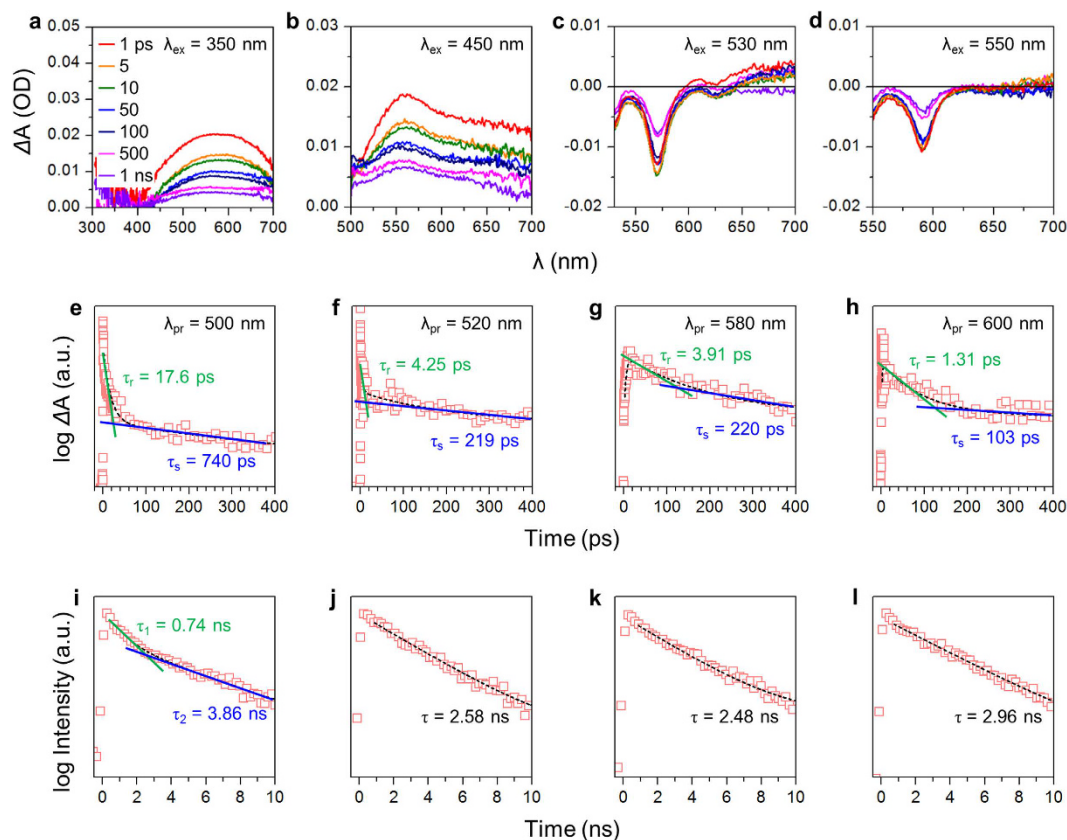 a
λex = 350 nm
1 ps
5
10
50
100
500
1 ns
ΔA (OD)
0.05
0.04
0.03
0.02
0.01
0.00
300 400 500 600 700
b
λex = 450 nm
0.03
0.02
0.01
0.00
500 550 600 650 700
c
λex = 530 nm
0.01
0.00
-0.01
-0.02
550 600 650 700
d
λex = 550 nm
0.01
0.00
-0.01
-0.02
550 600 650 700
λ (nm)
e
λpr = 500 nm
τr = 17.6 ps
τs = 740 ps
log ΔA (a.u.)
0 100 200 300 400
f
λpr = 520 nm
τr = 4.25 ps
τs = 219 ps
0 100 200 300 400
g
λpr = 580 nm
τr = 3.91 ps
τs = 220 ps
0 100 200 300 400
h
λpr = 600 nm
τr = 1.31 ps
τs = 103 ps
0 100 200 300 400
Time (ps)
i
τ1 = 0.74 ns
τ2 = 3.86 ns
log Intensity (a.u.)
0 2 4 6 8 10
j
τ = 2.58 ns
0 2 4 6 8 10
k
τ = 2.48 ns
0 2 4 6 8 10
l
τ = 2.96 ns
0 2 4 6 8 10
Time (ns)